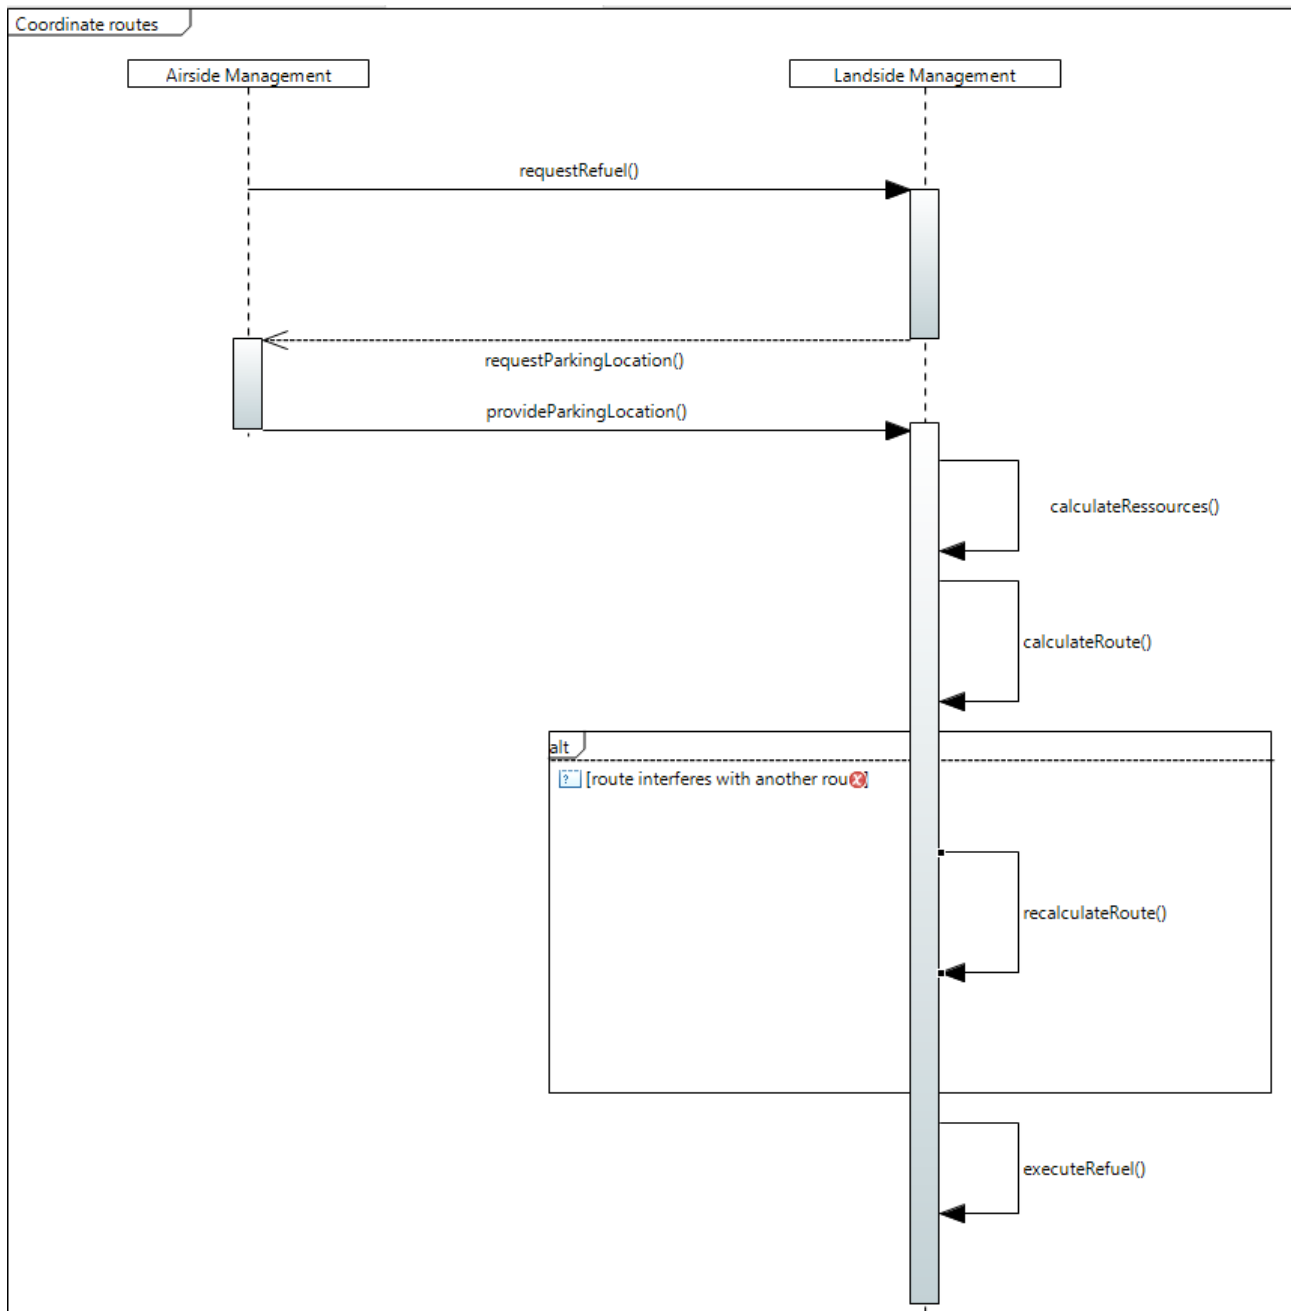 Coordinate routes
Airside Management
Landside Management
requestRefuel()
requestParkingLocation()
provideParkingLocation()
calculateRessources()
calculateRoute()
alt
[route interferes with another rou]
recalculateRoute()
executeRefuel()